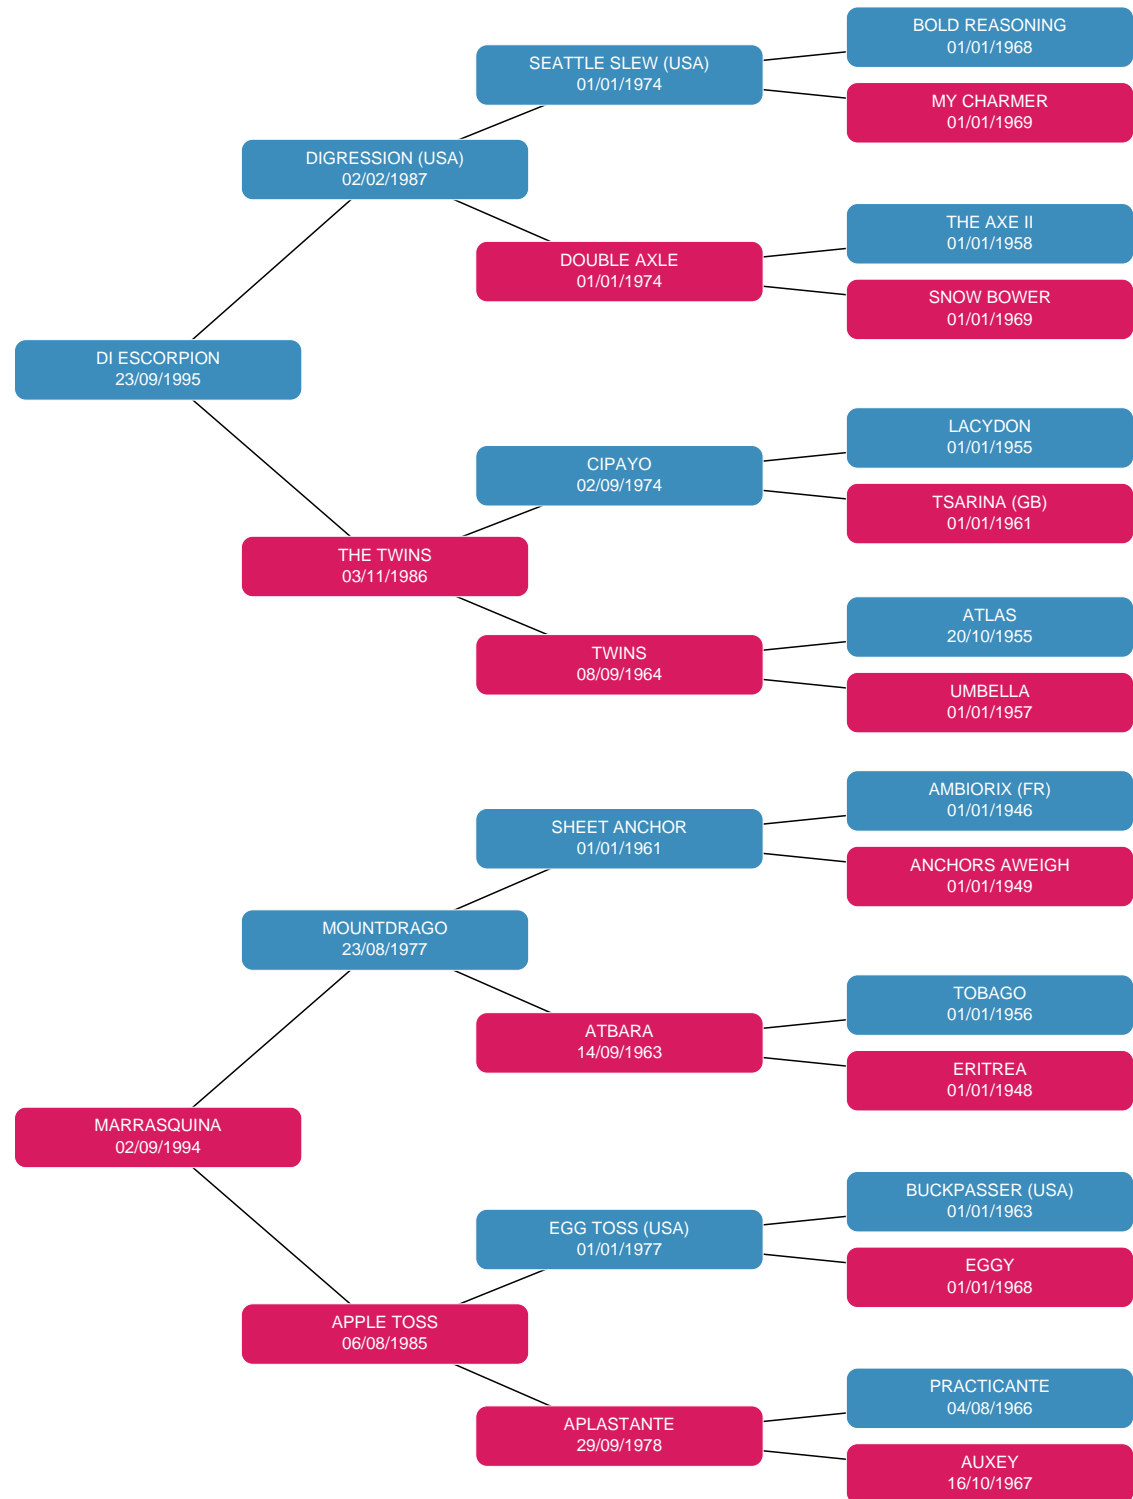 BOLD REASONING
01/01/1968
SEATTLE SLEW (USA)
01/01/1974
MY CHARMER
01/01/1969
DIGRESSION (USA)
02/02/1987
THE AXE II
01/01/1958
DOUBLE AXLE
01/01/1974
SNOW BOWER
01/01/1969
DI ESCORPION
23/09/1995
LACYDON
01/01/1955
CIPAYO
02/09/1974
TSARINA (GB)
01/01/1961
THE TWINS
03/11/1986
ATLAS
20/10/1955
TWINS
08/09/1964
UMBELLA
01/01/1957
AMBIORIX (FR)
01/01/1946
SHEET ANCHOR
01/01/1961
ANCHORS AWEIGH
01/01/1949
MOUNTDRAGO
23/08/1977
TOBAGO
01/01/1956
ATBARA
14/09/1963
ERITREA
01/01/1948
MARRASQUINA
02/09/1994
BUCKPASSER (USA)
01/01/1963
EGG TOSS (USA)
01/01/1977
EGGY
01/01/1968
APPLE TOSS
06/08/1985
PRACTICANTE
04/08/1966
APLASTANTE
29/09/1978
AUXEY
16/10/1967